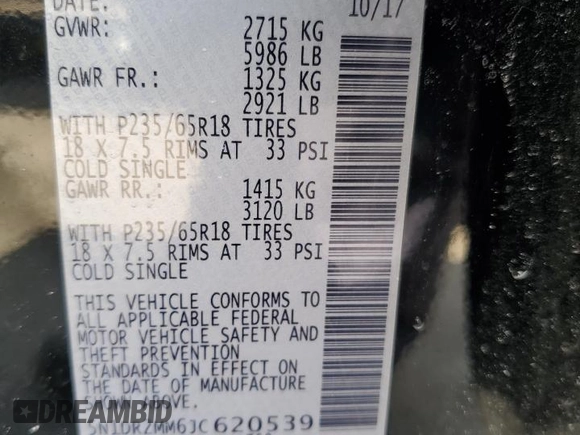 DATE: 10/17
GVWR: 2715 KG
5986 LB
GAWR FR.: 1325 KG
2921 LB
WITH P235/65R18 TIRES
18 X 7.5 RIMS AT 33 PSI
COLD SINGLE
GAWR RR.: 1415 KG
3120 LB
WITH P235/65R18 TIRES
18 X 7.5 RIMS AT 33 PSI
COLD SINGLE
THIS VEHICLE CONFORMS TO
ALL APPLICABLE FEDERAL
MOTOR VEHICLE SAFETY AND
THEFT PREVENTION
STANDARDS IN EFFECT ON
THE DATE OF MANUFACTURE
SHOWN ABOVE.
5N1DR2MM6JC620539
DREAMBID